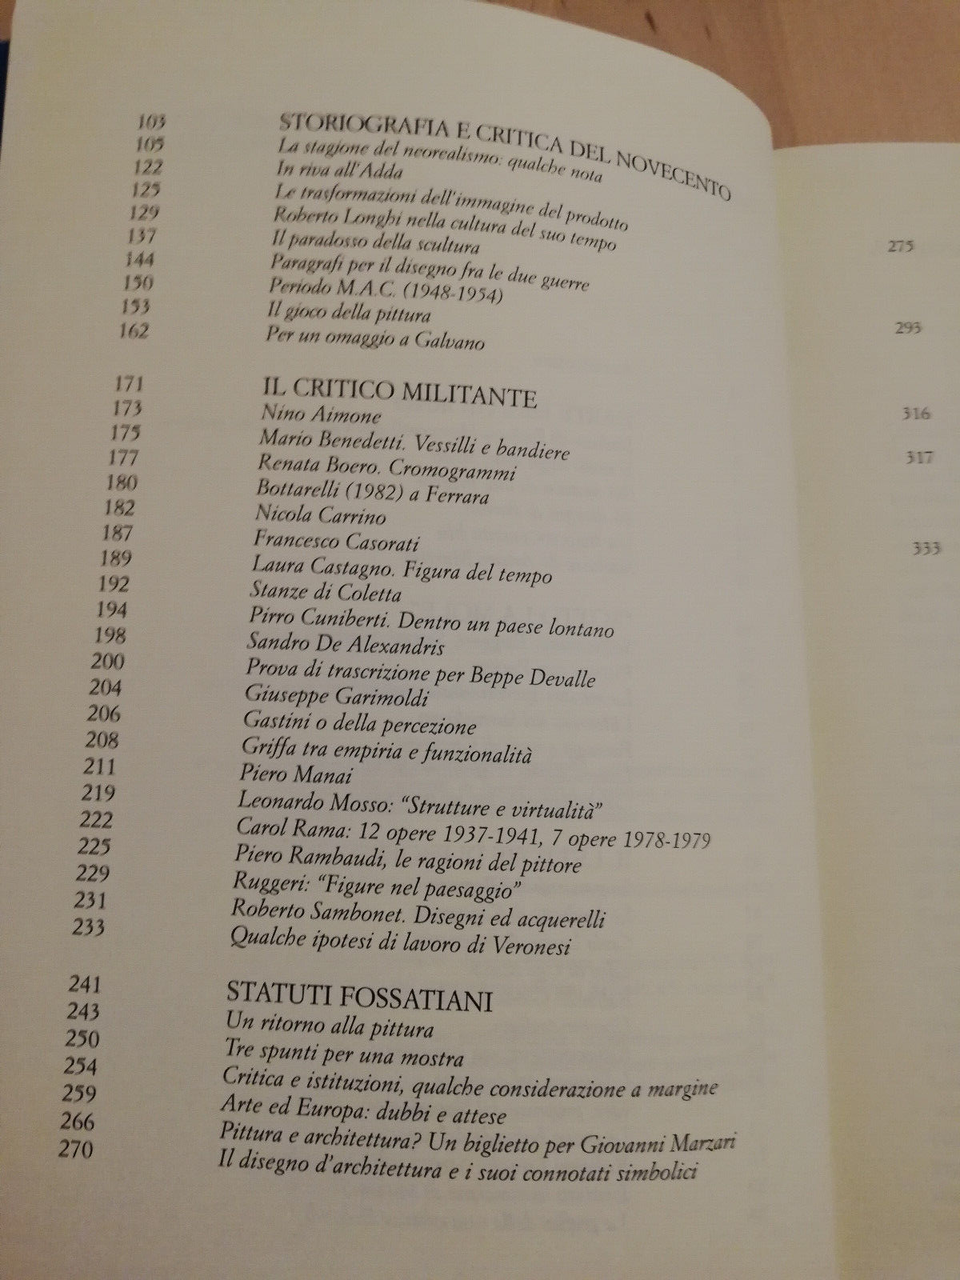 103 STORIOGRAFIA E CRITICA DEL NOVECENTO
105 La stagione del neorealismo: qualche nota
122 In riva all'Adda
125 Le trasformazioni dell'immagine del prodotto
129 Roberto Longhi nella cultura del suo tempo
137 Il paradosso della scultura
144 Paragrafi per il disegno fra le due guerre
150 Periodo M.A.C. (1948-1954)
153 Il gioco della pittura
162 Per un omaggio a Galvano
171 IL CRITICO MILITANTE
173 Nino Aimone
175 Mario Benedetti. Vessilli e bandiere
177 Renata Boero. Cromogrammi
180 Bottarelli (1982) a Ferrara
182 Nicola Carrino
187 Francesco Casorati
189 Laura Castagno. Figura del tempo
192 Stanze di Coletta
194 Pirro Cuniberti. Dentro un paese lontano
198 Sandro De Alexandris
200 Prova di trascrizione per Beppe Devalle
204 Giuseppe Garimoldi
206 Gastini o della percezione
208 Griffa tra empiria e funzionalità
211 Piero Manai
219 Leonardo Mosso: “Strutture e virtualità”
222 Carol Rama: 12 opere 1937-1941, 7 opere 1978-1979
225 Piero Rambaudi, le ragioni del pittore
229 Ruggeri: “Figure nel paesaggio”
231 Roberto Sambonet. Disegni ed acquerelli
233 Qualche ipotesi di lavoro di Veronesi
241 STATUTI FOSSATIANI
243 Un ritorno alla pittura
250 Tre spunti per una mostra
254 Critica e istituzioni, qualche considerazione a margine
259 Arte ed Europa: dubbi e attese
266 Pittura e architettura? Un biglietto per Giovanni Marzari
270 Il disegno d'architettura e i suoi connotati simbolici
275
293
316
317
333